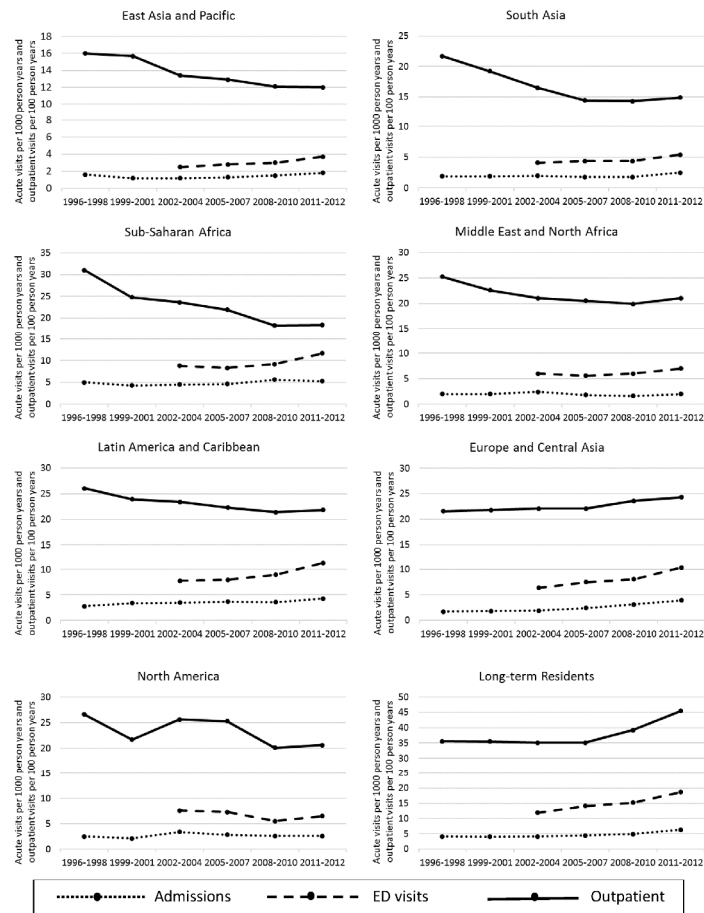 East Asia and Pacific
Acute visits per 1000 person years and
outpatient visits per 100 person years
18
16
14
12
10
8
6
4
2
0
1996-1998 1999-2001 2002-2004 2005-2007 2008-2010 2011-2012
South Asia
Acute visits per 1000 person years and
outpatient visits per 100 person years
25
20
15
10
5
0
1996-1998 1999-2001 2002-2004 2005-2007 2008-2010 2011-2012
Sub-Saharan Africa
Acute visits per 1000 person years and
outpatient visits per 100 person years
35
30
25
20
15
10
5
0
1996-1998 1999-2001 2002-2004 2005-2007 2008-2010 2011-2012
Middle East and North Africa
Acute visits per 1000 person years and
outpatient visits per 100 person years
30
25
20
15
10
5
0
1996-1998 1999-2001 2002-2004 2005-2007 2008-2010 2011-2012
Latin America and Caribbean
Acute visits per 1000 person years and
outpatient visits per 100 person years
30
25
20
15
10
5
0
1996-1998 1999-2001 2002-2004 2005-2007 2008-2010 2011-2012
Europe and Central Asia
Acute visits per 1000 person years and
outpatient visits per 100 person years
30
25
20
15
10
5
0
1996-1998 1999-2001 2002-2004 2005-2007 2008-2010 2011-2012
North America
Acute visits per 1000 person years and
outpatient visits per 100 person years
30
25
20
15
10
5
0
1996-1998 1999-2001 2002-2004 2005-2007 2008-2010 2011-2012
Long-term Residents
Acute visits per 1000 person years and
outpatient visits per 100 person years
50
45
40
35
30
25
20
15
10
5
0
1996-1998 1999-2001 2002-2004 2005-2007 2008-2010 2011-2012
Admissions ED visits Outpatient